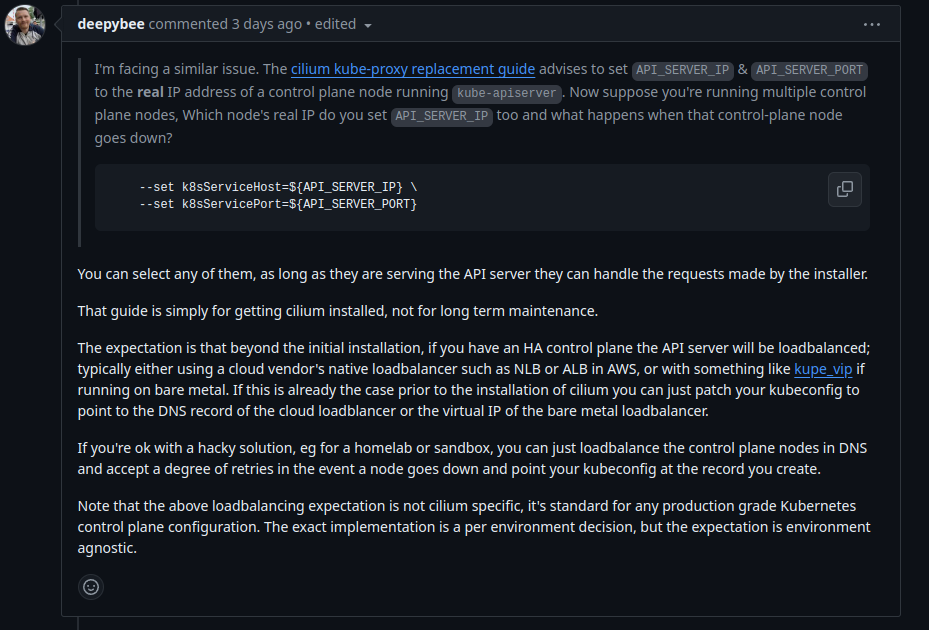 deepybee commented 3 days ago • edited
I'm facing a similar issue. The cilium kube-proxy replacement guide advises to set API_SERVER_IP & API_SERVER_PORT
to the real IP address of a control plane node running kube-apiserver. Now suppose you're running multiple control
plane nodes, Which node's real IP do you set API_SERVER_IP too and what happens when that control-plane node
goes down?
--set k8sServiceHost=${API_SERVER_IP} \
--set k8sServicePort=${API_SERVER_PORT}
You can select any of them, as long as they are serving the API server they can handle the requests made by the installer.
That guide is simply for getting cilium installed, not for long term maintenance.
The expectation is that beyond the initial installation, if you have an HA control plane the API server will be loadbalanced;
typically either using a cloud vendor's native loadbalancer such as NLB or ALB in AWS, or with something like kupe_vip if
running on bare metal. If this is already the case prior to the installation of cilium you can just patch your kubeconfig to
point to the DNS record of the cloud loadblancer or the virtual IP of the bare metal loadbalancer.
If you're ok with a hacky solution, eg for a homelab or sandbox, you can just loadbalance the control plane nodes in DNS
and accept a degree of retries in the event a node goes down and point your kubeconfig at the record you create.
Note that the above loadbalancing expectation is not cilium specific, it's standard for any production grade Kubernetes
control plane configuration. The exact implementation is a per environment decision, but the expectation is environment
agnostic.